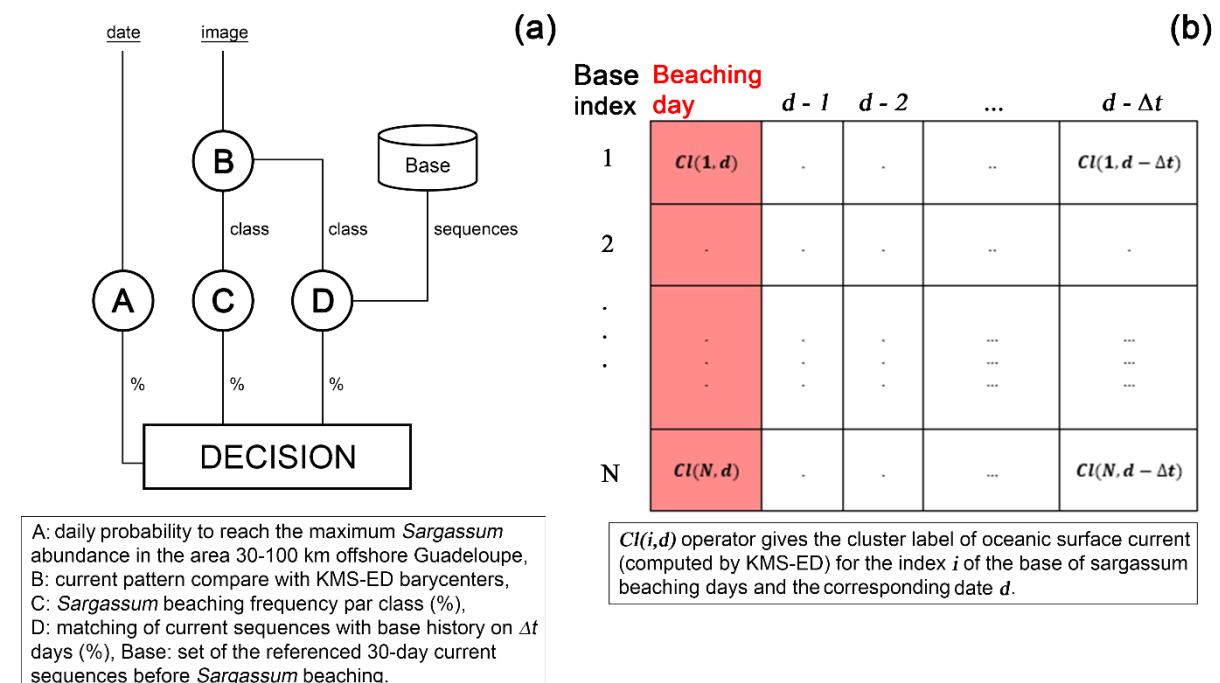 date
image
(a)
B
Base
class
class
sequences
A
C
D
%
%
%
DECISION
A: daily probability to reach the maximum Sargassum
abundance in the area 30-100 km offshore Guadeloupe,
B: current pattern compare with KMS-ED barycenters,
C: Sargassum beaching frequency par class (%),
D: matching of current sequences with base history on Δt
days (%), Base: set of the referenced 30-day current
sequences before Sargassum beaching.
(b)
Base index
Beaching day
d - 1
d - 2
...
d - Δt
1
Cl(1, d)
.
.
..
Cl(1, d − Δt)
2
.
.
.
..
.
.
.
.
.
.
.
.
.
.
.
.
.
...
...
...
...
...
...
N
Cl(N, d)
.
.
...
Cl(N, d − Δt)
Cl(i,d) operator gives the cluster label of oceanic surface current
(computed by KMS-ED) for the index i of the base of sargassum
beaching days and the corresponding date d.